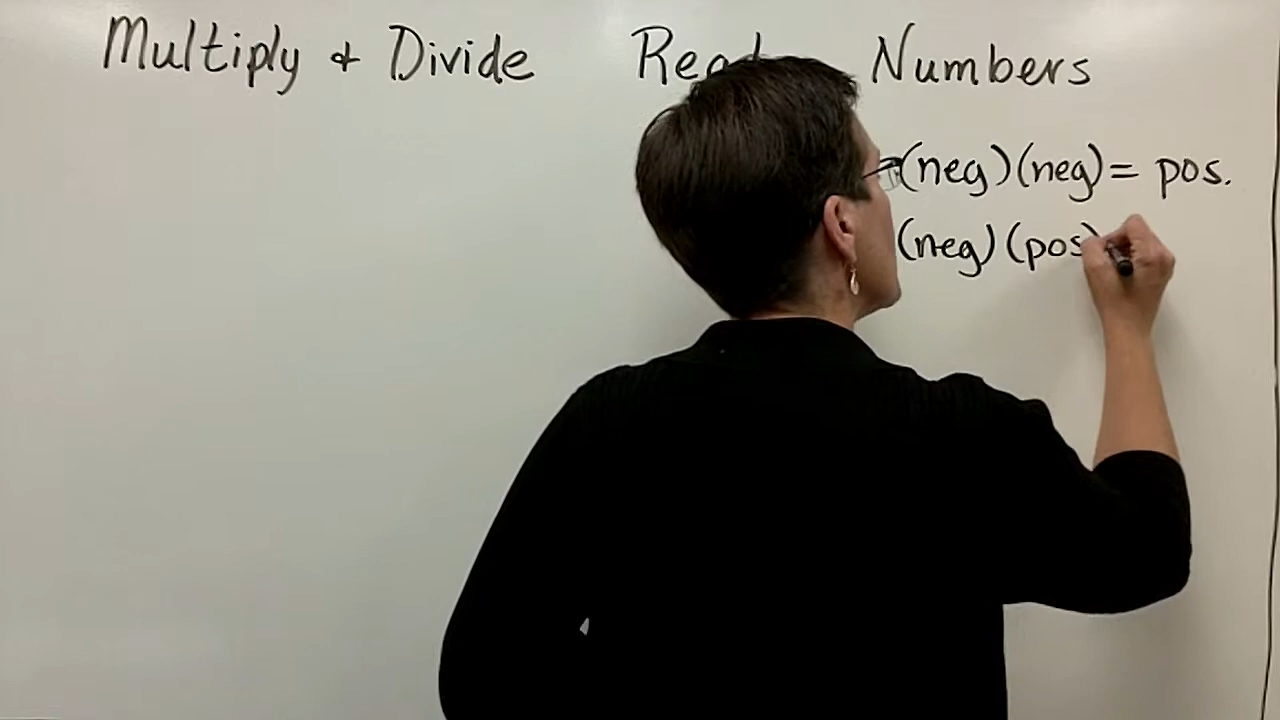 Multiply + Divide Real Numbers
(neg)(neg) = pos.
(neg)(pos)